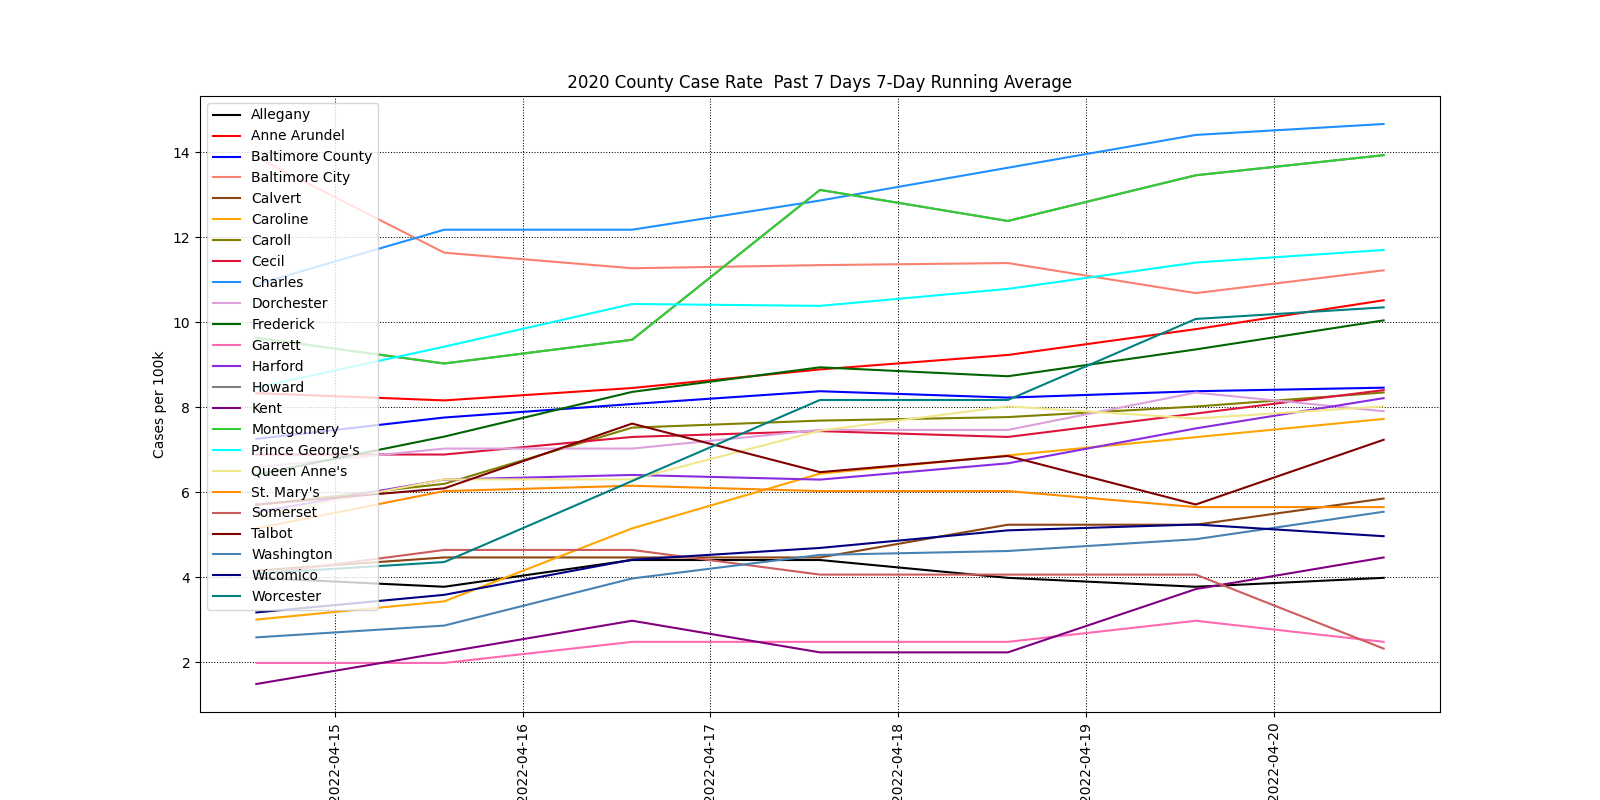 2020 County Case Rate  Past 7 Days 7-Day Running Average
Cases per 100k
14
12
10
8
6
4
2
Allegany
Anne Arundel
Baltimore County
Baltimore City
Calvert
Caroline
Caroll
Cecil
Charles
Dorchester
Frederick
Garrett
Harford
Howard
Kent
Montgomery
Prince George's
Queen Anne's
St. Mary's
Somerset
Talbot
Washington
Wicomico
Worcester
2022-04-15
2022-04-16
2022-04-17
2022-04-18
2022-04-19
2022-04-20